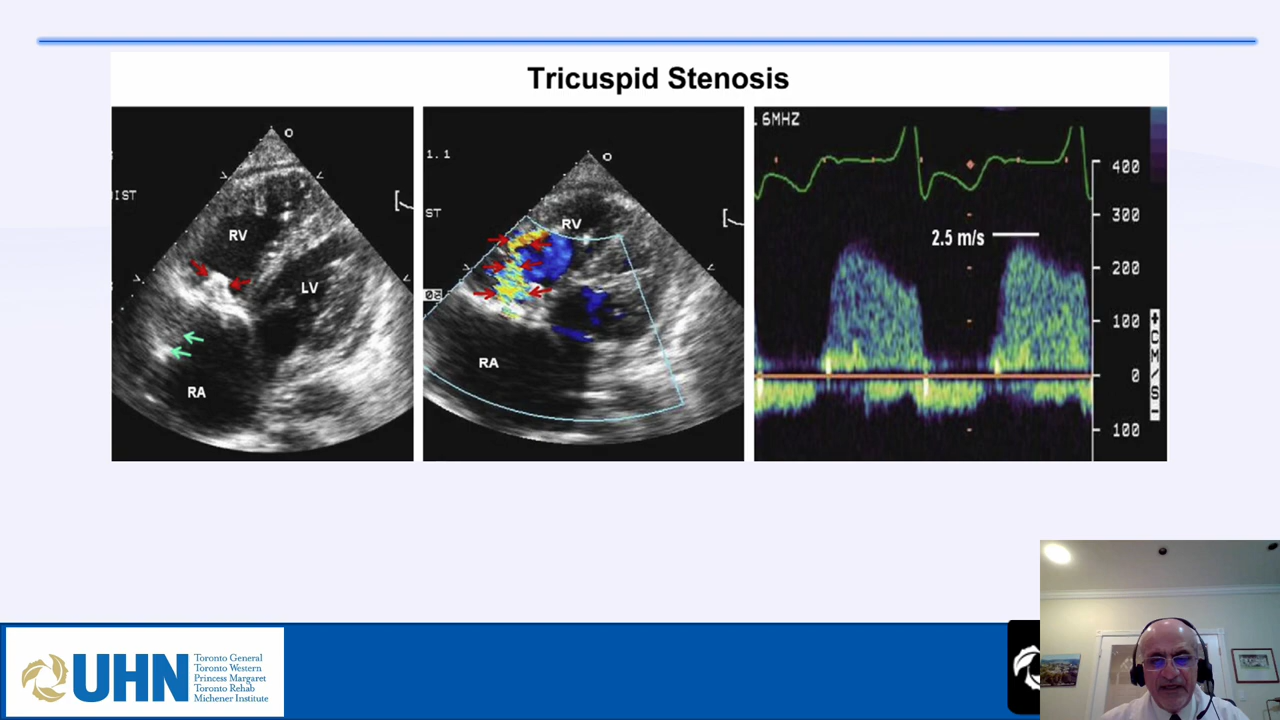 Tricuspid Stenosis
IST
RV
LV
RA
1.1
ST
RV
RA
.6MHZ
400
300
2.5 m/s
200
100
0
100
+CM/S
UHN
Toronto General
Toronto Western
Princess Margaret
Toronto Rehab
Michener Institute